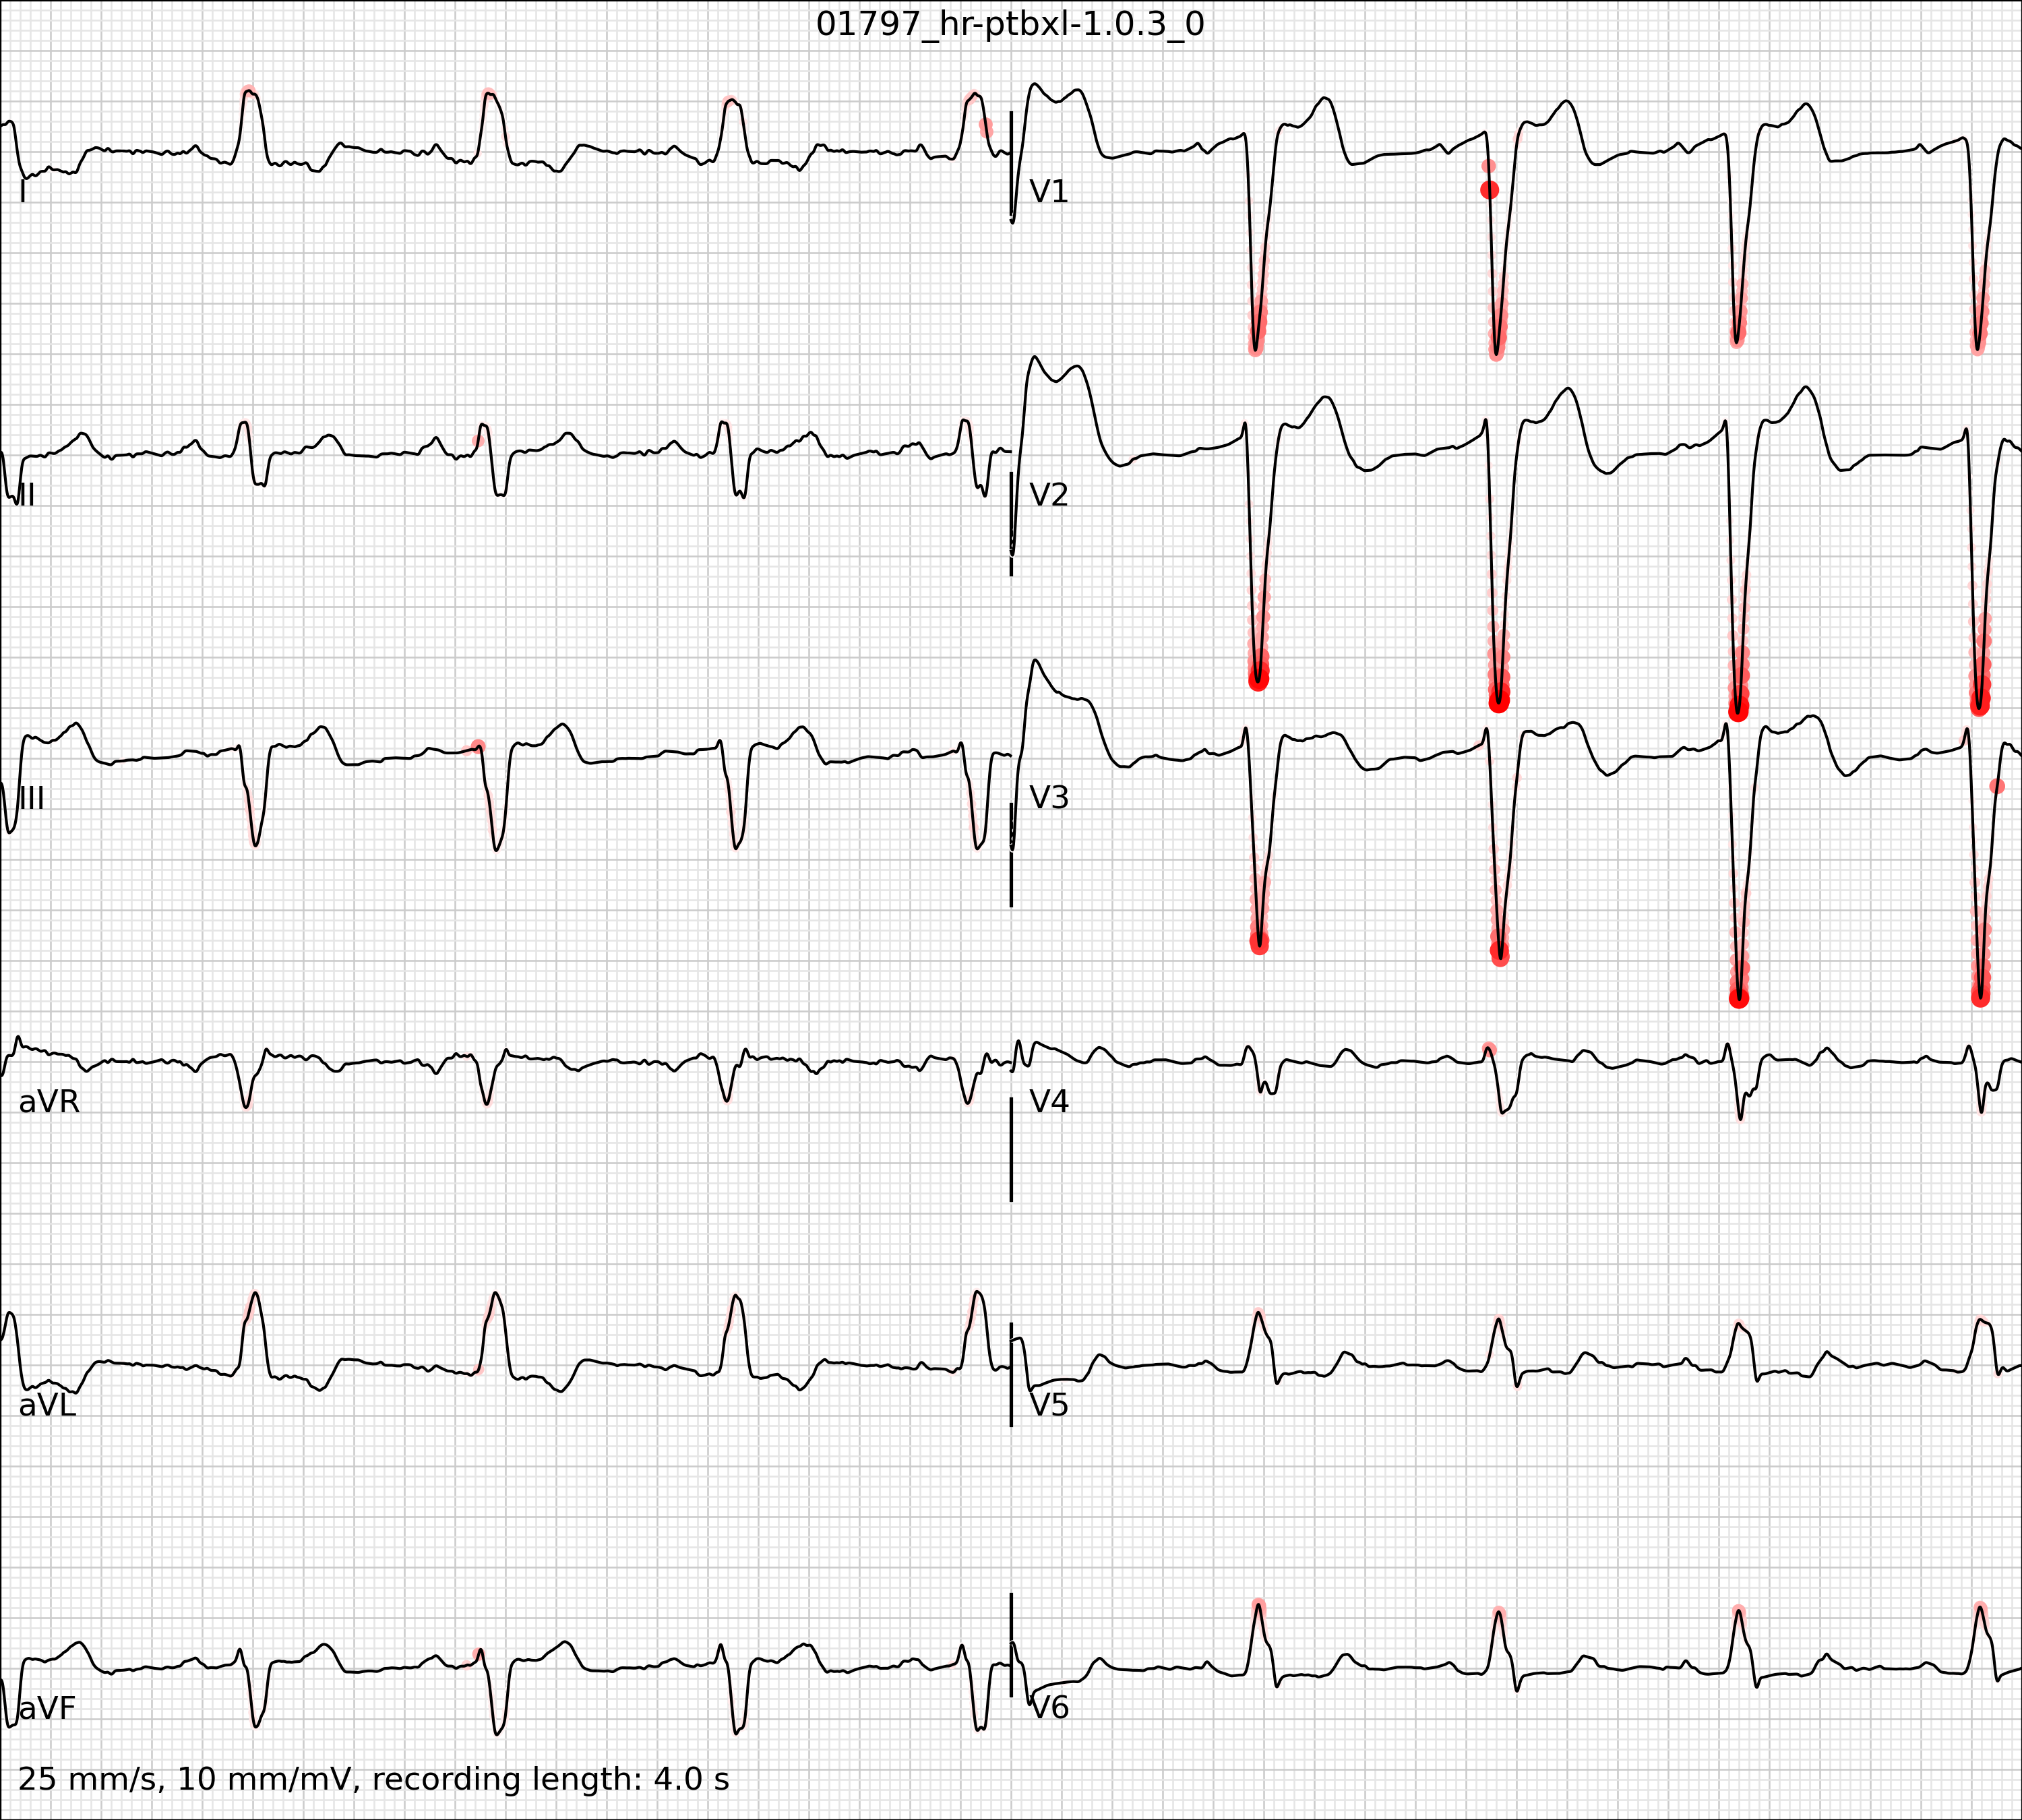 01797_hr-ptbxl-1.0.3_0
I
V1
II
V2
III
V3
aVR
V4
aVL
V5
aVF
V6
25 mm/s, 10 mm/mV, recording length: 4.0 s